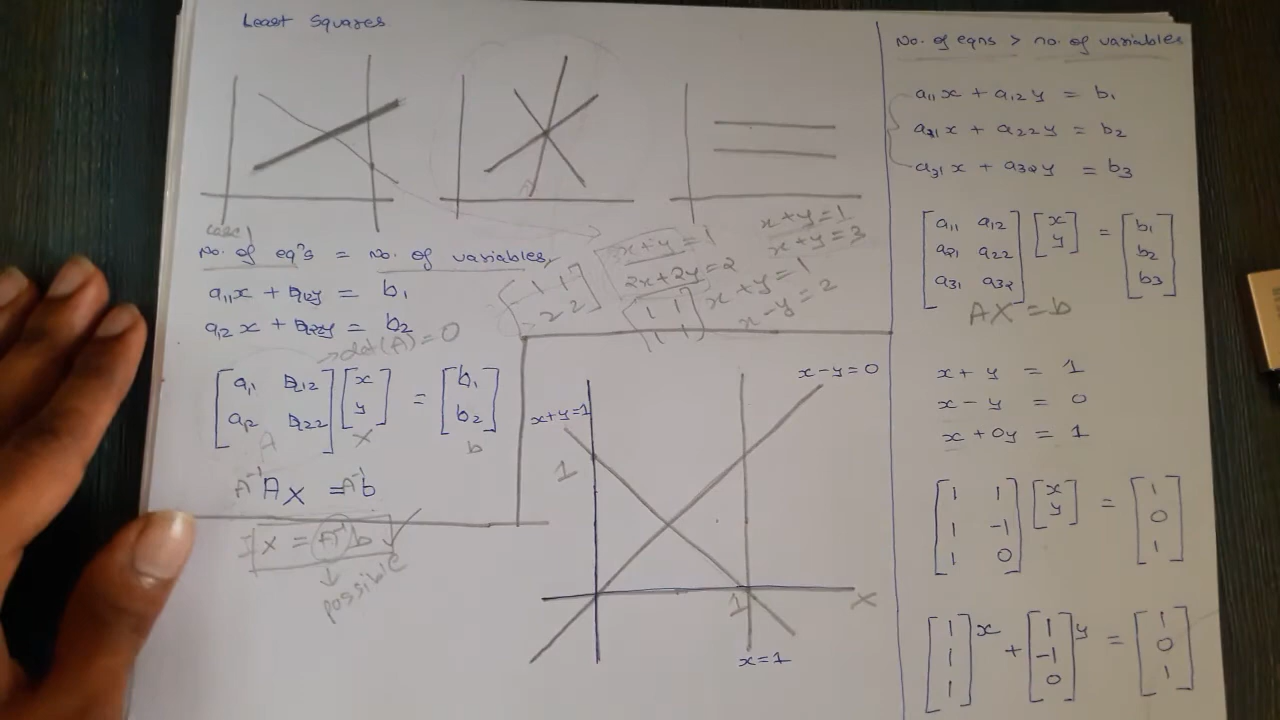 Least Squares
case 1
No. of eqⁿs = No. of variables,
a₁₁x + a₁₂y = b₁
a₁₂x + a₂₂y = b₂
→ det(A) = 0
[a₁₁ a₁₂] [x] = [b₁]
[a₁₂ a₂₂] [y] = [b₂]
A X b
A⁻¹AX = A⁻¹b
IX = A⁻¹b ✓
↓
possible
x+y=1
2x+2y=2
[1 1]
[2 2]
x+y=1
x+y=3
[1 1]
[1 1]
x+y=1
x-y=2
x-y=0
x+y=1
1
1
X
x=1
No. of eqns > no. of variables
a₁₁x + a₁₂y = b₁
a₂₁x + a₂₂y = b₂
a₃₁x + a₃₂y = b₃
[a₁₁ a₁₂] [x] = [b₁]
[a₂₁ a₂₂] [y] = [b₂]
[a₃₁ a₃₂] [b₃]
AX = b
x + y = 1
x - y = 0
x + 0y = 1
[1 1] [x] = [1]
[1 -1] [y] = [0]
[1 0] [1]
[1] x + [1] y = [1]
[1] [-1] [0]
[1] [0] [1]